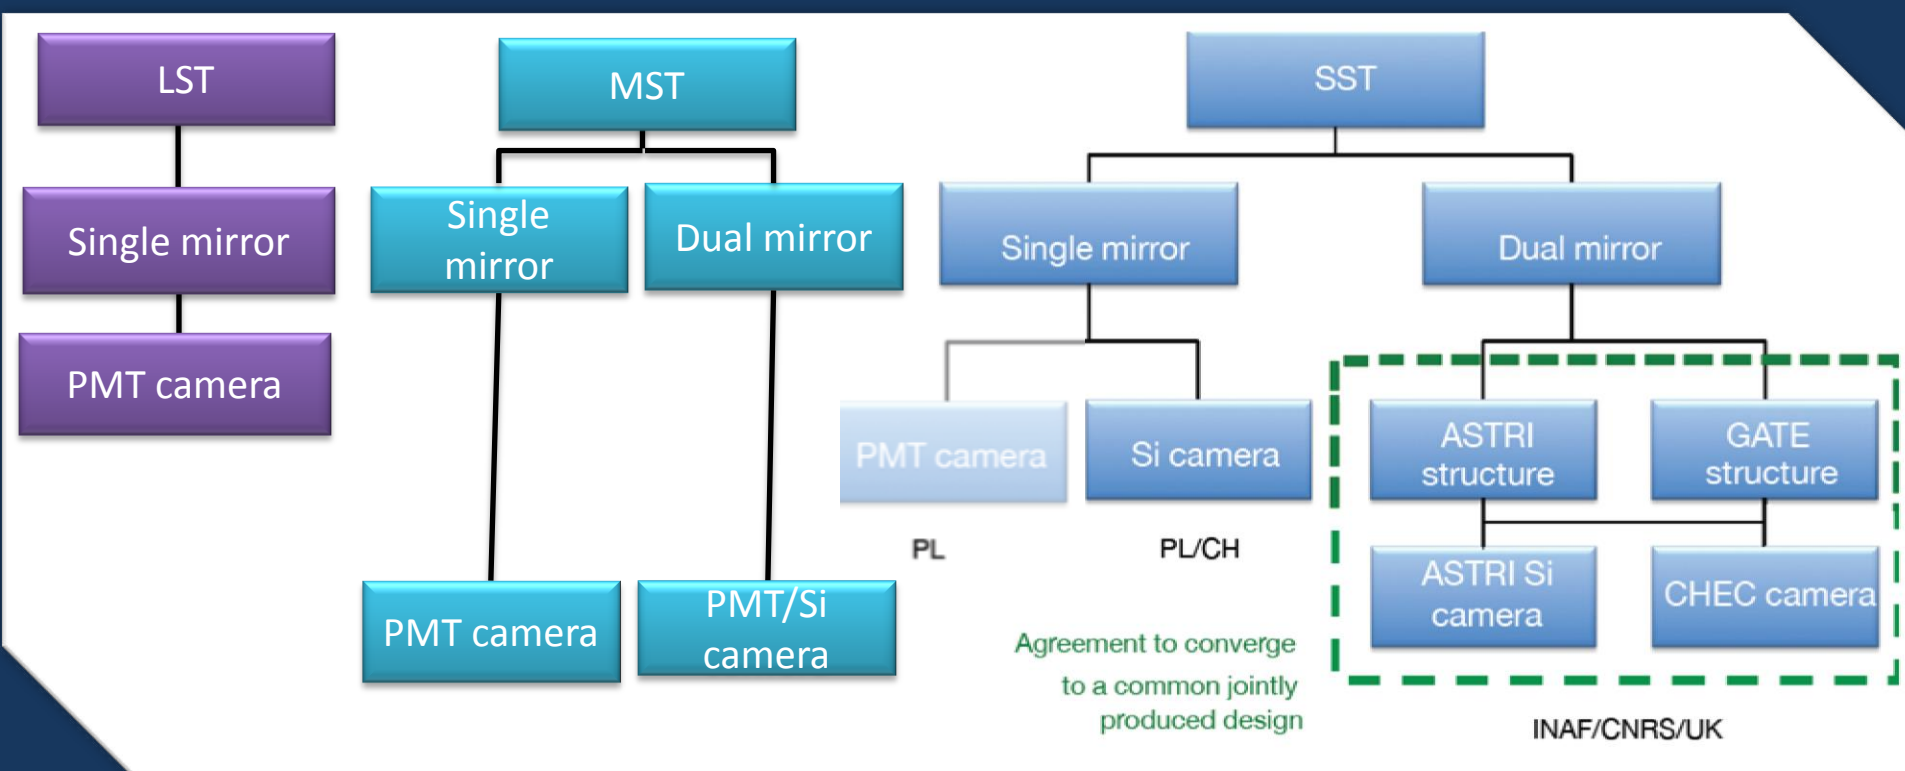 LST
Single mirror
PMT camera
MST
Single
mirror
Dual mirror
PMT camera
PMT/Si
camera
SST
Single mirror
Dual mirror
PMT camera
Si camera
PL
PL/CH
ASTRI
structure
GATE
structure
ASTRI Si
camera
CHEC camera
Agreement to converge
to a common jointly
produced design
INAF/CNRS/UK